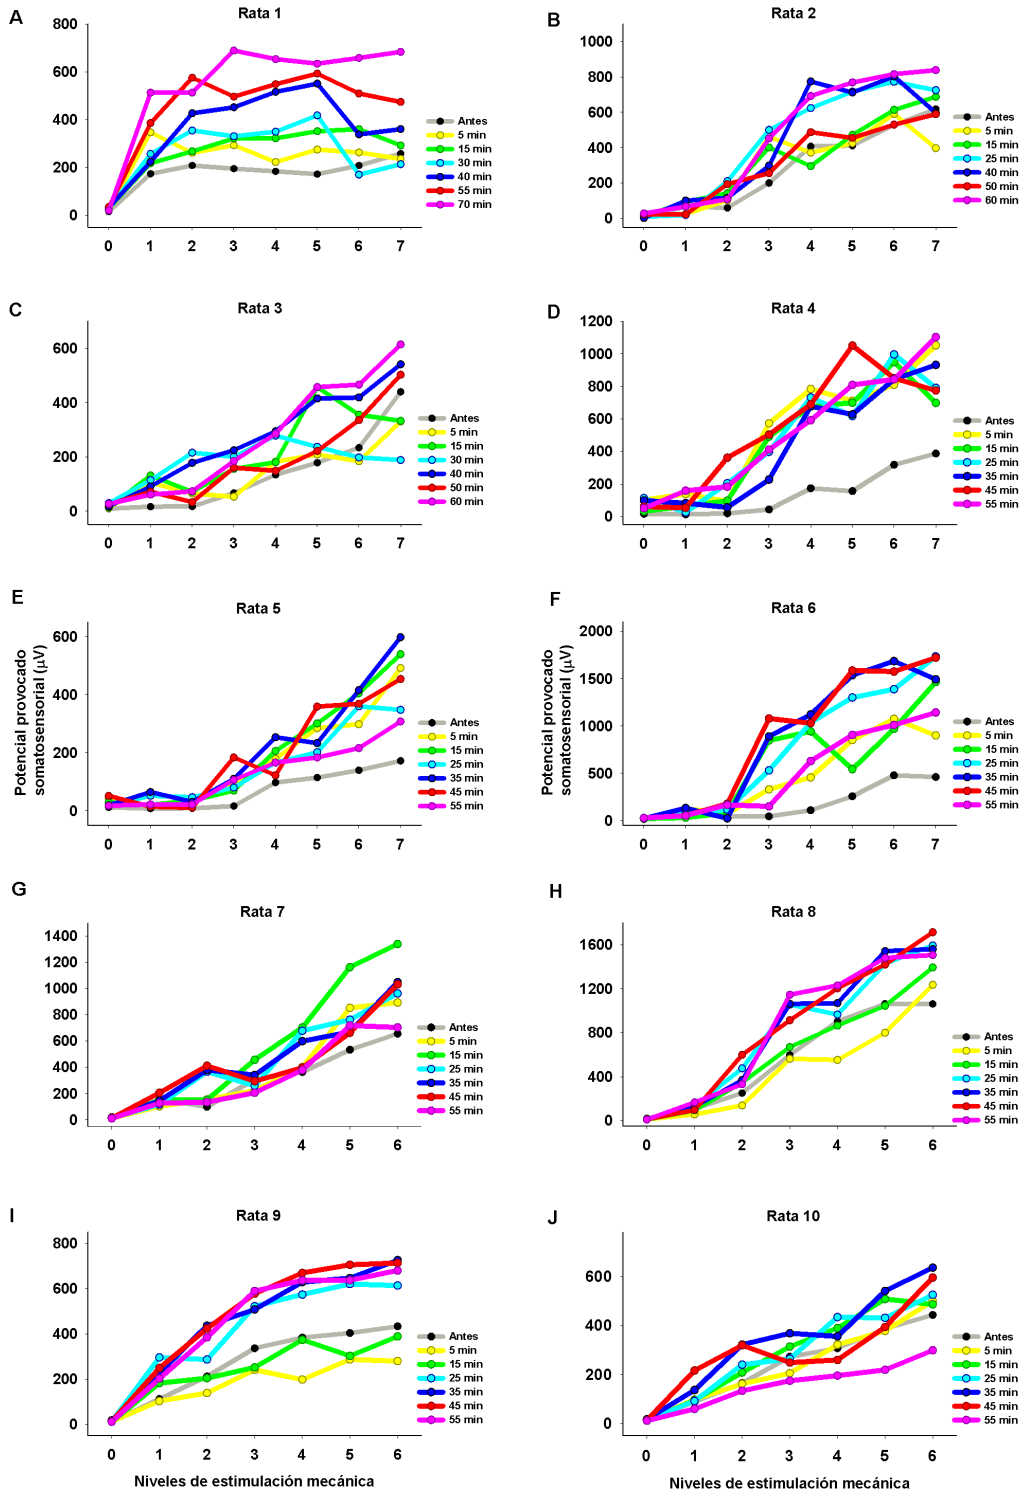 A
Rata 1
800
600
400
200
0
0 1 2 3 4 5 6 7
Antes
5 min
15 min
30 min
40 min
55 min
70 min
B
Rata 2
1000
800
600
400
200
0
0 1 2 3 4 5 6 7
Antes
5 min
15 min
25 min
40 min
50 min
60 min
C
Rata 3
600
400
200
0
0 1 2 3 4 5 6 7
Antes
5 min
15 min
30 min
40 min
50 min
60 min
D
Rata 4
1200
1000
800
600
400
200
0
0 1 2 3 4 5 6 7
Antes
5 min
15 min
25 min
35 min
45 min
55 min
E
Rata 5
Potencial provocado
somatosensorial (µV)
600
400
200
0
0 1 2 3 4 5 6 7
Antes
5 min
15 min
25 min
35 min
45 min
55 min
F
Rata 6
Potencial provocado
somatosensorial (µV)
2000
1500
1000
500
0
0 1 2 3 4 5 6 7
Antes
5 min
15 min
25 min
35 min
45 min
55 min
G
Rata 7
1400
1200
1000
800
600
400
200
0
0 1 2 3 4 5 6
Antes
5 min
15 min
25 min
35 min
45 min
55 min
H
Rata 8
1600
1200
800
400
0
0 1 2 3 4 5 6
Antes
5 min
15 min
25 min
35 min
45 min
55 min
I
Rata 9
800
600
400
200
0
0 1 2 3 4 5 6
Niveles de estimulación mecánica
Antes
5 min
15 min
25 min
35 min
45 min
55 min
J
Rata 10
600
400
200
0
0 1 2 3 4 5 6
Niveles de estimulación mecánica
Antes
5 min
15 min
25 min
35 min
45 min
55 min